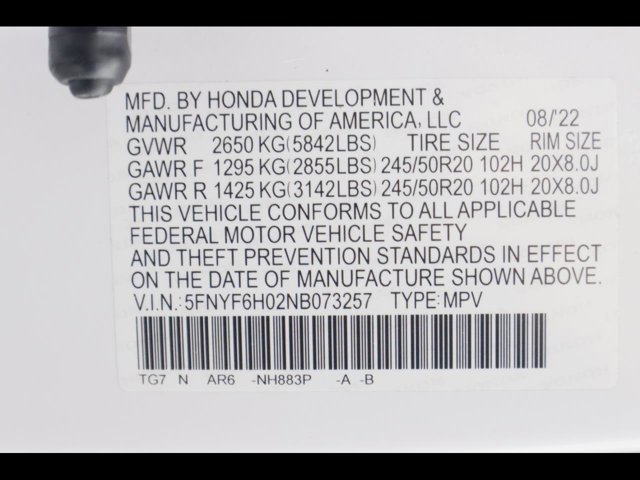 MFD. BY HONDA DEVELOPMENT &
MANUFACTURING OF AMERICA, LLC 08/'22
GVWR 2650 KG(5842LBS) TIRE SIZE RIM SIZE
GAWR F 1295 KG(2855LBS) 245/50R20 102H 20X8.0J
GAWR R 1425 KG(3142LBS) 245/50R20 102H 20X8.0J
THIS VEHICLE CONFORMS TO ALL APPLICABLE
FEDERAL MOTOR VEHICLE SAFETY
AND THEFT PREVENTION STANDARDS IN EFFECT
ON THE DATE OF MANUFACTURE SHOWN ABOVE.
V.I.N.: 5FNYF6H02NB073257 TYPE: MPV
TG7 N AR6 -NH883P -A -B